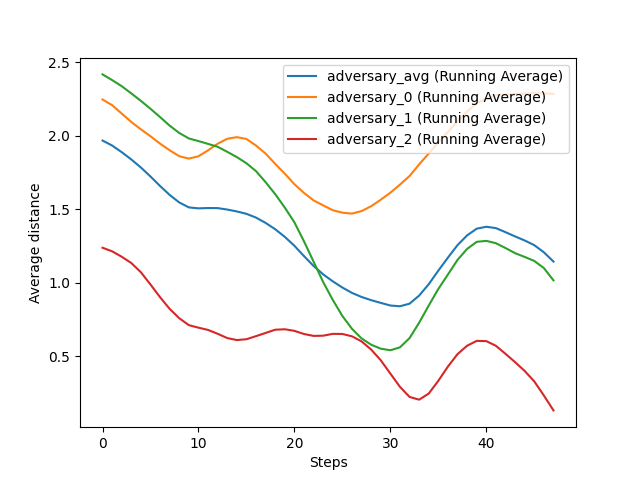 2.5
2.0
1.5
1.0
0.5
Average distance
adversary_avg (Running Average)
adversary_0 (Running Average)
adversary_1 (Running Average)
adversary_2 (Running Average)
0 10 20 30 40
Steps